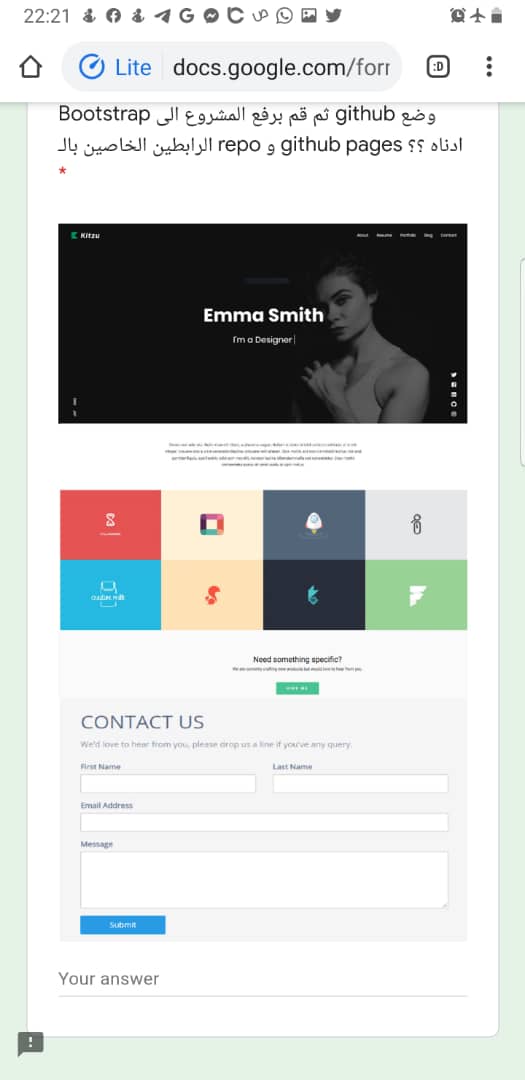 22:21
Lite docs.google.com/forr
:D
Bootstrap وضع github ثم قم برفع المشروع الى
ادناه ؟؟ github pages و repo الرابطين الخاصين بالـ
*
Kitzu
About Resume Portfolio Blog Contact
Emma Smith
I'm a Designer|
Need something specific?
HIRE ME
CONTACT US
We'd love to hear from you, please drop us a line if you've any query.
First Name Last Name
Email Address
Message
Submit
Your answer